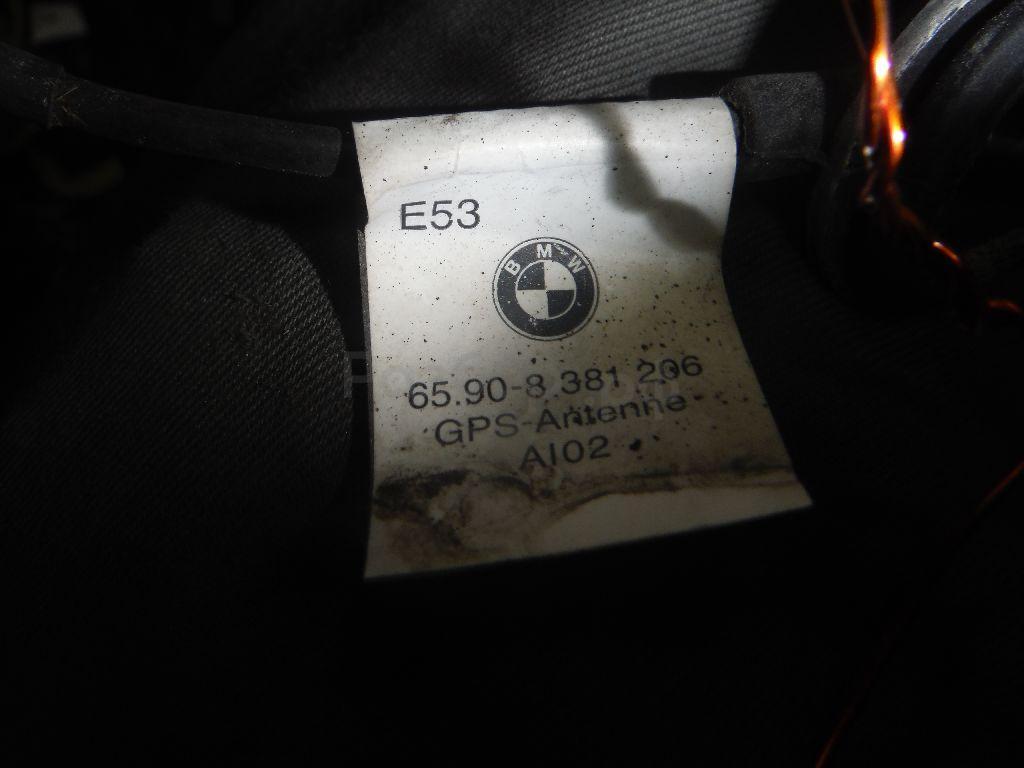 E53
BMW
65.90-8 381 206
GPS-Antenne
AI02